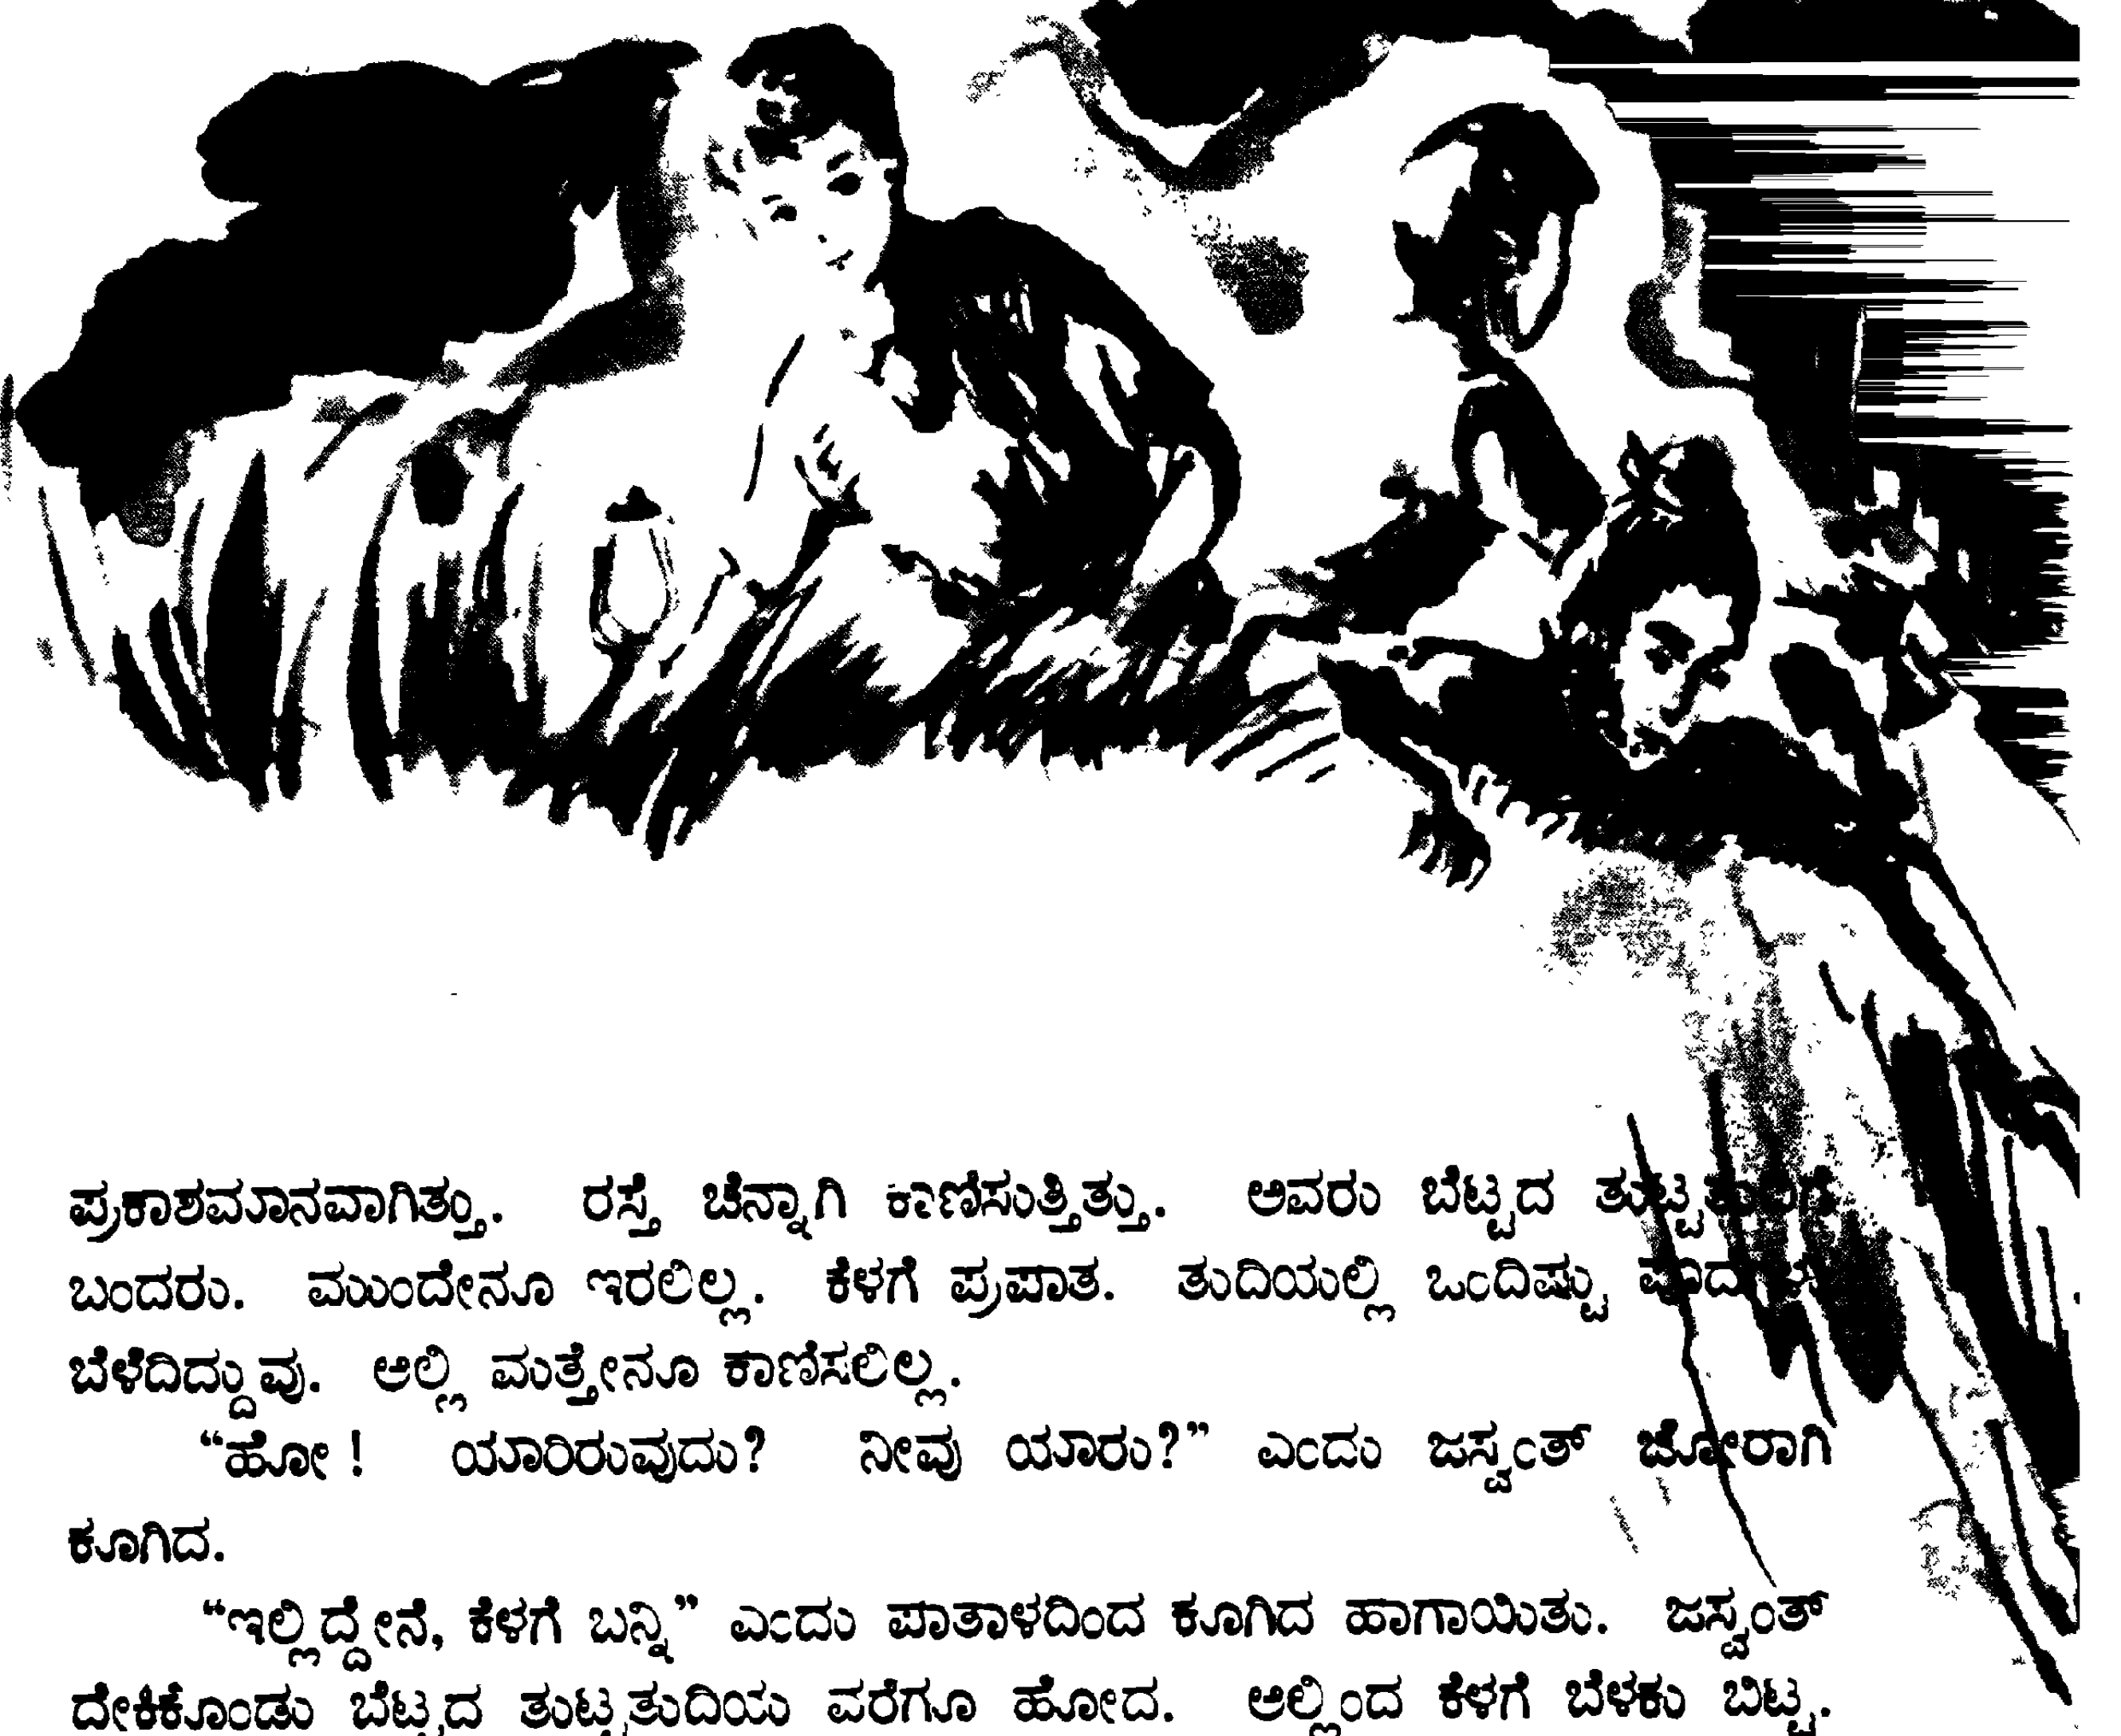 ಪ್ರಕಾಶಮಾನವಾಗಿತ್ತು. ರಸ್ತೆ ಚೆನ್ನಾಗಿ ಕಾಣಿಸುತ್ತಿತ್ತು. ಅವರು ಬೆಟ್ಟದ
ಬಂದರು. ಮುಂದೇನೂ ಇರಲಿಲ್ಲ. ಕೆಳಗೆ ಪ್ರಪಾತ. ತುದಿಯಲ್ಲಿ ಒಂದಿಷ್ಟು
ಬೆಳೆದಿದ್ದುವು. ಅಲ್ಲಿ ಮತ್ತೇನೂ ಕಾಣಿಸಲಿಲ್ಲ.
“ಹೋ ! ಯಾರಿರುವುದು? ನೀವು ಯಾರು?” ಎಂದು ಜಸ್ವಂತ್ ಜೋರಾಗಿ
ಕೂಗಿದ.
“ಇಲ್ಲಿದ್ದೇನೆ, ಕೆಳಗೆ ಬನ್ನಿ” ಎಂದು ಪಾತಾಳದಿಂದ ಕೂಗಿದ ಹಾಗಾಯಿತು. ಜಸ್ವಂತ್
ದೇಕಿಕೊಂಡು ಬೆಟ್ಟದ ತುಟ್ಟತುದಿಯ ವರೆಗೂ ಹೋದ. ಅಲ್ಲಿಂದ ಕೆಳಗೆ ಬೆಳಕು ಬಿಟ್ಟ.